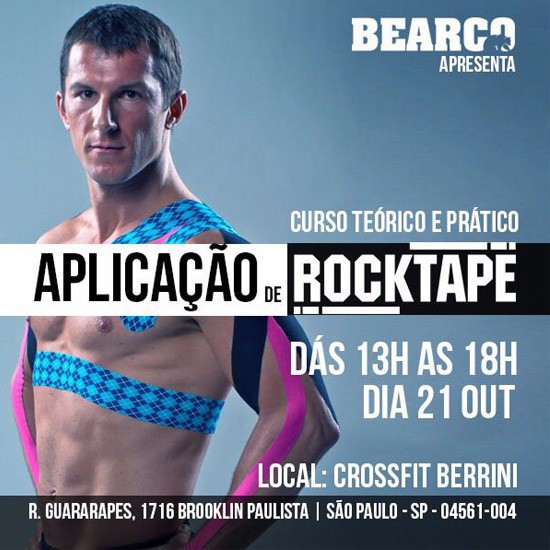 BEARCO
APRESENTA
CURSO TEÓRICO E PRÁTICO
APLICAÇÃO DE ROCKTAPE
DÁS 13H AS 18H
DIA 21 OUT
LOCAL: CROSSFIT BERRINI
R. GUARARAPES, 1716 BROOKLIN PAULISTA | SÃO PAULO - SP - 04561-004